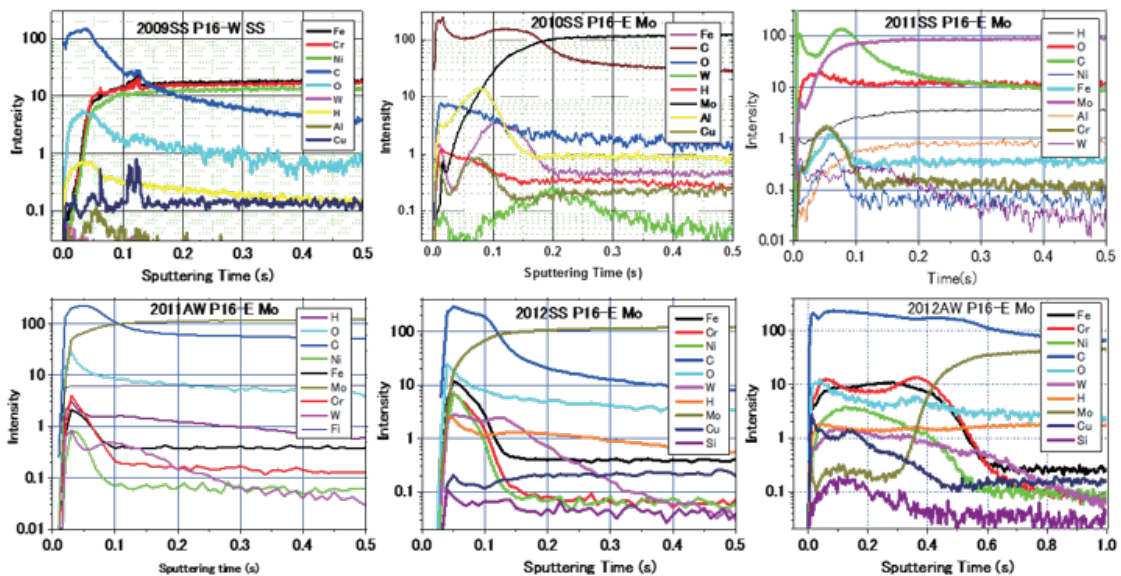 2009SS P16-W SS
Intensity
100
10
1
0.1
Fe
Cr
Ni
C
O
W
H
Al
Cu
0.0 0.1 0.2 0.3 0.4 0.5
Sputtering Time (s)
2010SS P16-E Mo
Intensity
100
10
1
0.1
Fe
C
O
W
H
Mo
Al
Cu
0.0 0.1 0.2 0.3 0.4 0.5
Sputtering Time (s)
2011SS P16-E Mo
Intensity
100
10
1
0.1
0.01
H
O
C
Ni
Fe
Mo
Al
Cr
W
0.0 0.1 0.2 0.3 0.4 0.5
Time(s)
2011AW P16-E Mo
Intensity
100
10
1
0.1
0.01
H
O
C
Ni
Fe
Mo
Cr
W
Fi
0.0 0.1 0.2 0.3 0.4 0.5
Sputtering time (s)
2012SS P16-E Mo
Intensity
100
10
1
0.1
Fe
Cr
Ni
C
O
W
H
Mo
Cu
Si
0.0 0.1 0.2 0.3 0.4 0.5
Sputtering Time (s)
2012AW P16-E Mo
Intensity
100
10
1
0.1
Fe
Cr
Ni
C
O
W
H
Mo
Cu
Si
0.0 0.2 0.4 0.6 0.8 1.0
Sputtering Time (s)